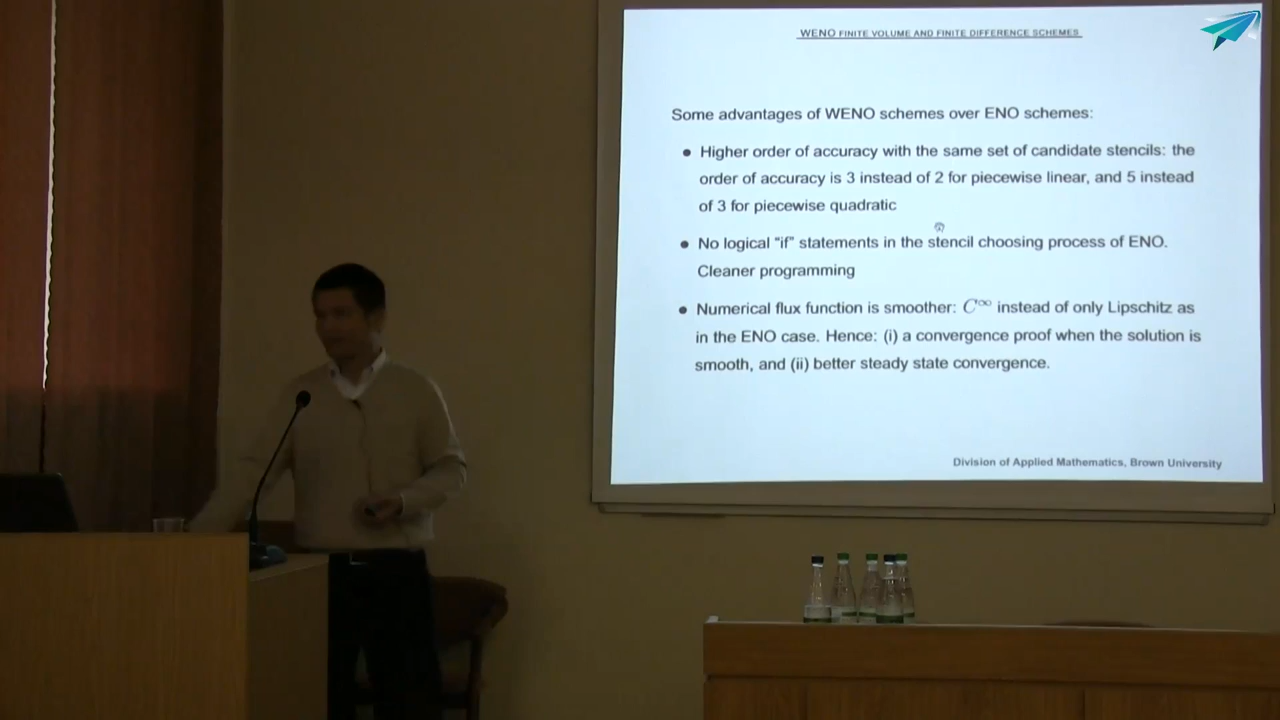 WENO FINITE VOLUME AND FINITE DIFFERENCE SCHEMES
Some advantages of WENO schemes over ENO schemes:
● Higher order of accuracy with the same set of candidate stencils: the
order of accuracy is 3 instead of 2 for piecewise linear, and 5 instead
of 3 for piecewise quadratic
● No logical "if" statements in the stencil choosing process of ENO.
Cleaner programming
● Numerical flux function is smoother: C∞ instead of only Lipschitz as
in the ENO case. Hence: (i) a convergence proof when the solution is
smooth, and (ii) better steady state convergence.
Division of Applied Mathematics, Brown University